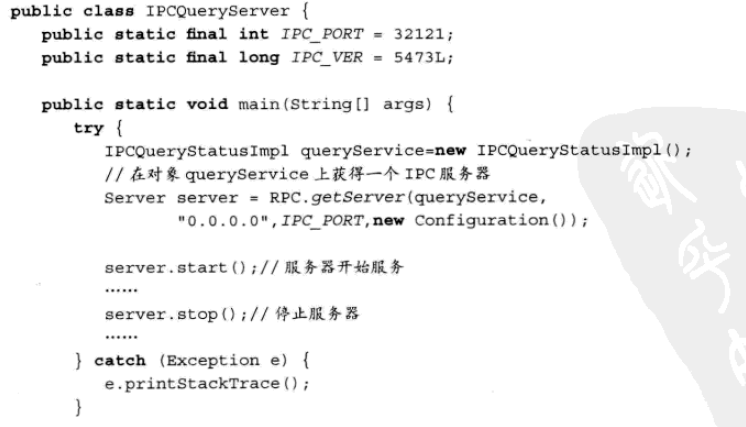 public class IPCQueryServer {
public static final int IPC_PORT = 32121;
public static final long IPC_VER = 5473L;
public static void main(String[] args) {
try {
IPCQueryStatusImpl queryService=new IPCQueryStatusImpl();
// 在对象 queryService 上获得一个 IPC 服务器
Server server = RPC.getServer(queryService,
"0.0.0.0",IPC_PORT,new Configuration());
server.start();// 服务器开始服务
……
server.stop();// 停止服务器
……
} catch (Exception e) {
e.printStackTrace();
}